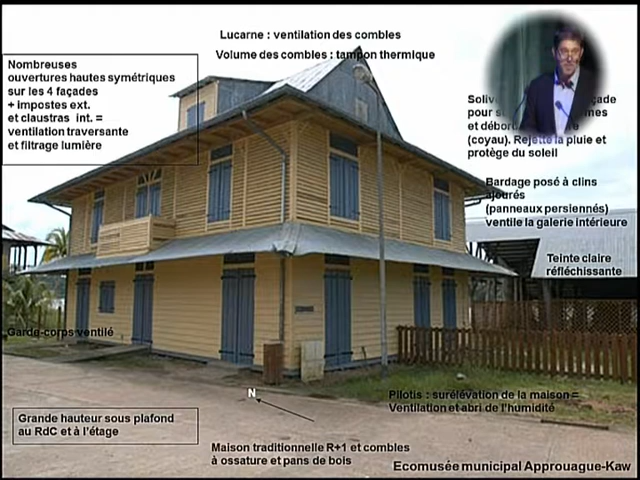 Lucarne : ventilation des combles
Volume des combles : tampon thermique
Nombreuses
ouvertures hautes symétriques
sur les 4 façades
+ impostes ext.
et claustras int. =
ventilation traversante
et filtrage lumière
pour
et
(coyau). Rejette la pluie et
protège du soleil
Bardage posé à clins
ajourés
(panneaux persiennés)
ventile la galerie intérieure
Teinte claire
réfléchissante
Garde-corps ventilé
N
Pilotis : surélévation de la maison =
Ventilation et abri de l'humidité
Grande hauteur sous plafond
au RdC et à l'étage
Maison traditionnelle R+1 et combles
à ossature et pans de bois
Ecomusée municipal Approuague-Kaw